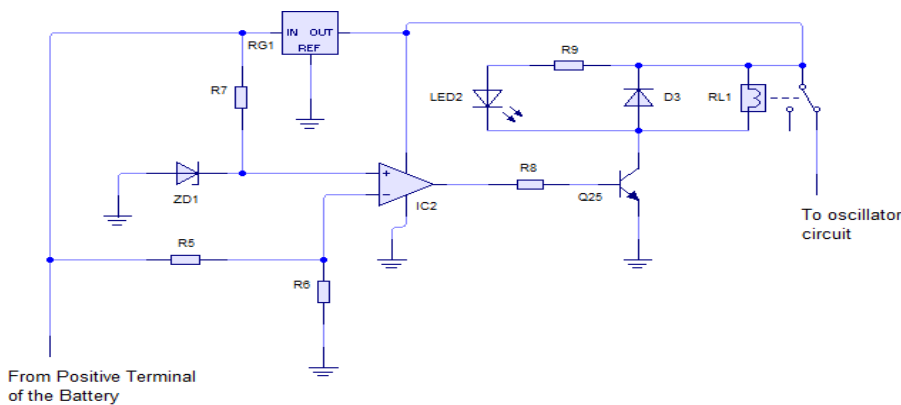 RG1
IN OUT
REF
R7
R9
LED2
D3
RL1
ZD1
+
−
IC2
R8
Q25
To oscillator
circuit
R5
R6
From Positive Terminal
of the Battery